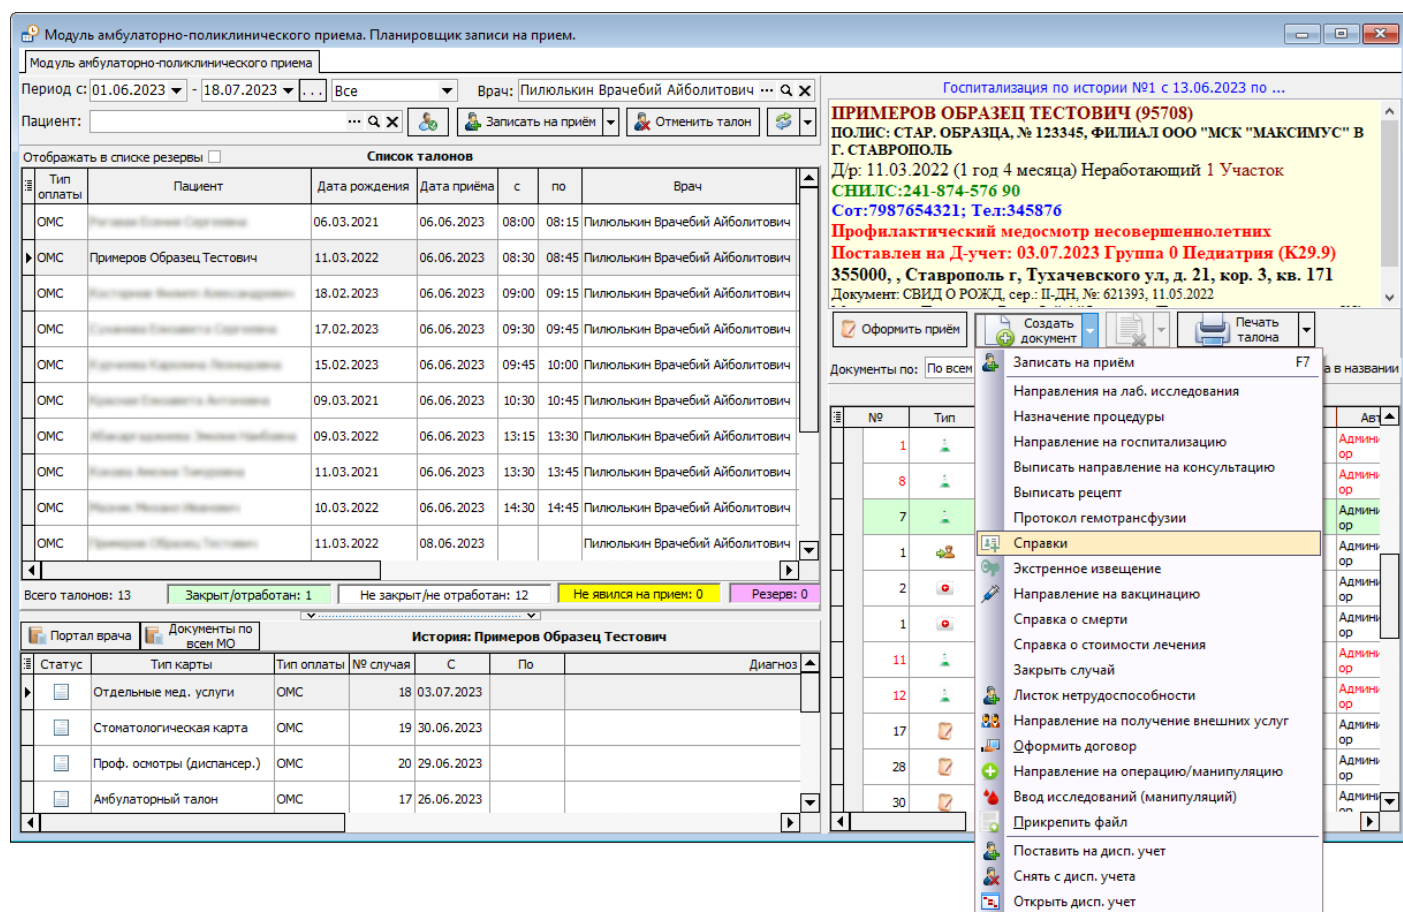 Модуль амбулаторно-поликлинического приема. Планировщик записи на прием.
Модуль амбулаторно-поликлинического приема
Период с: 01.06.2023 - 18.07.2023 ... Все Врач: Пилюлькин Врачебий Айболитович ...
Пациент: ... Записать на приём Отменить талон
Отображать в списке резервы Список талонов
Тип оплаты Пациент Дата рождения Дата приёма с по Врач
ОМС 06.03.2021 06.06.2023 08:00 08:15 Пилюлькин Врачебий Айболитович
ОМС Примеров Образец Тестович 11.03.2022 06.06.2023 08:30 08:45 Пилюлькин Врачебий Айболитович
ОМС 18.02.2023 06.06.2023 09:00 09:15 Пилюлькин Врачебий Айболитович
ОМС 17.02.2023 06.06.2023 09:30 09:45 Пилюлькин Врачебий Айболитович
ОМС 15.02.2023 06.06.2023 09:45 10:00 Пилюлькин Врачебий Айболитович
ОМС 09.03.2021 06.06.2023 10:30 10:45 Пилюлькин Врачебий Айболитович
ОМС 09.03.2022 06.06.2023 13:15 13:30 Пилюлькин Врачебий Айболитович
ОМС 11.03.2021 06.06.2023 13:30 13:45 Пилюлькин Врачебий Айболитович
ОМС 10.03.2022 06.06.2023 14:30 14:45 Пилюлькин Врачебий Айболитович
ОМС 11.03.2022 08.06.2023 Пилюлькин Врачебий Айболитович
Всего талонов: 13 Закрыт/отработан: 1 Не закрыт/не отработан: 12 Не явился на прием: 0 Резерв: 0
Портал врача Документы по всем МО История: Примеров Образец Тестович
Статус Тип карты Тип оплаты № случая С По Диагноз
Отдельные мед. услуги ОМС 18 03.07.2023
Стоматологическая карта ОМС 19 30.06.2023
Проф. осмотры (диспансер.) ОМС 20 29.06.2023
Амбулаторный талон ОМС 17 26.06.2023
Госпитализация по истории №1 с 13.06.2023 по ...
ПРИМЕРОВ ОБРАЗЕЦ ТЕСТОВИЧ (95708)
ПОЛИС: СТАР. ОБРАЗЦА, № 123345, ФИЛИАЛ ООО "МСК "МАКСИМУС" В
Г. СТАВРОПОЛЬ
Д/р: 11.03.2022 (1 год 4 месяца) Неработающий 1 Участок
СНИЛС:241-874-576 90
Сот:7987654321; Тел:345876
Профилактический медосмотр несовершеннолетних
Поставлен на Д-учет: 03.07.2023 Группа 0 Педиатрия (K29.9)
355000, , Ставрополь г, Тухачевского ул, д. 21, кор. 3, кв. 171
Документ: СВИД О РОЖД, сер.: II-ДН, №: 621393, 11.05.2022
Оформить приём Создать документ Печать талона
Документы по: По всем а в названии
№ Тип Авт
1 Админи ор
8 Админи ор
7 Админи ор
1 Админи ор
2 Админи ор
1 Админи ор
11 Админи ор
12 Админи ор
17 Админи ор
28 Админи ор
30 Админи
Записать на приём F7
Направления на лаб. исследования
Назначение процедуры
Направление на госпитализацию
Выписать направление на консультацию
Выписать рецепт
Протокол гемотрансфузии
Справки
Экстренное извещение
Направление на вакцинацию
Справка о смерти
Справка о стоимости лечения
Закрыть случай
Листок нетрудоспособности
Направление на получение внешних услуг
Оформить договор
Направление на операцию/манипуляцию
Ввод исследований (манипуляций)
Прикрепить файл
Поставить на дисп. учет
Снять с дисп. учета
Открыть дисп. учет